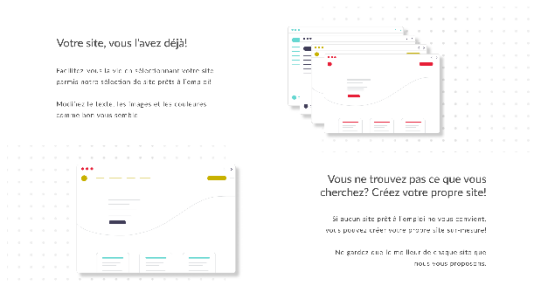 Votre site, vous l'avez déjà!
Facilitez-vous la vie en sélectionnant votre site
parmis notre sélection de site prêts à l'emploi!
Modifiez le texte, les images et les couleurs,
comme bon vous semble.
Vous ne trouvez pas ce que vous
cherchez? Créez votre propre site!
Si aucun site prêt à l'emploi ne vous convient,
vous pouvez créer votre propre site sur-mesure!
Ne gardez que le meilleur de chaque site que
nous vous proposons.